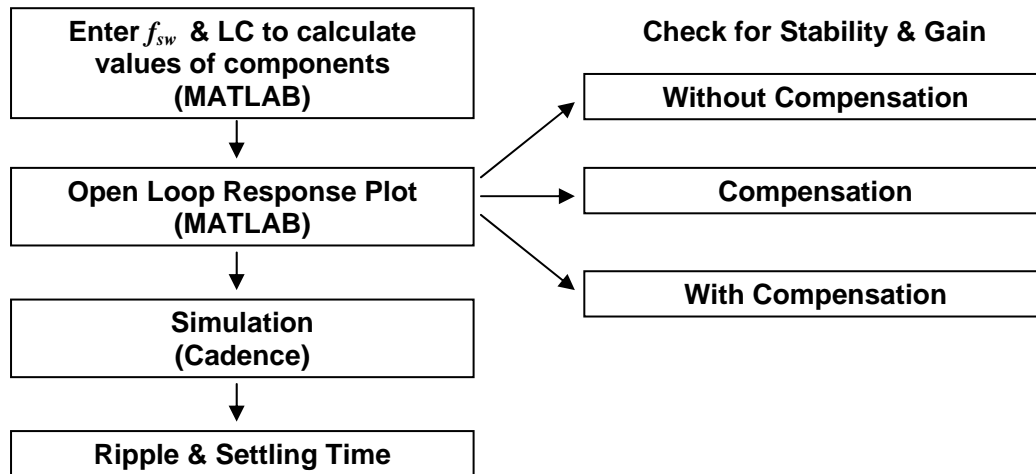 Enter f_sw & LC to calculate
values of components
(MATLAB)
Open Loop Response Plot
(MATLAB)
Simulation
(Cadence)
Ripple & Settling Time
Check for Stability & Gain
Without Compensation
Compensation
With Compensation